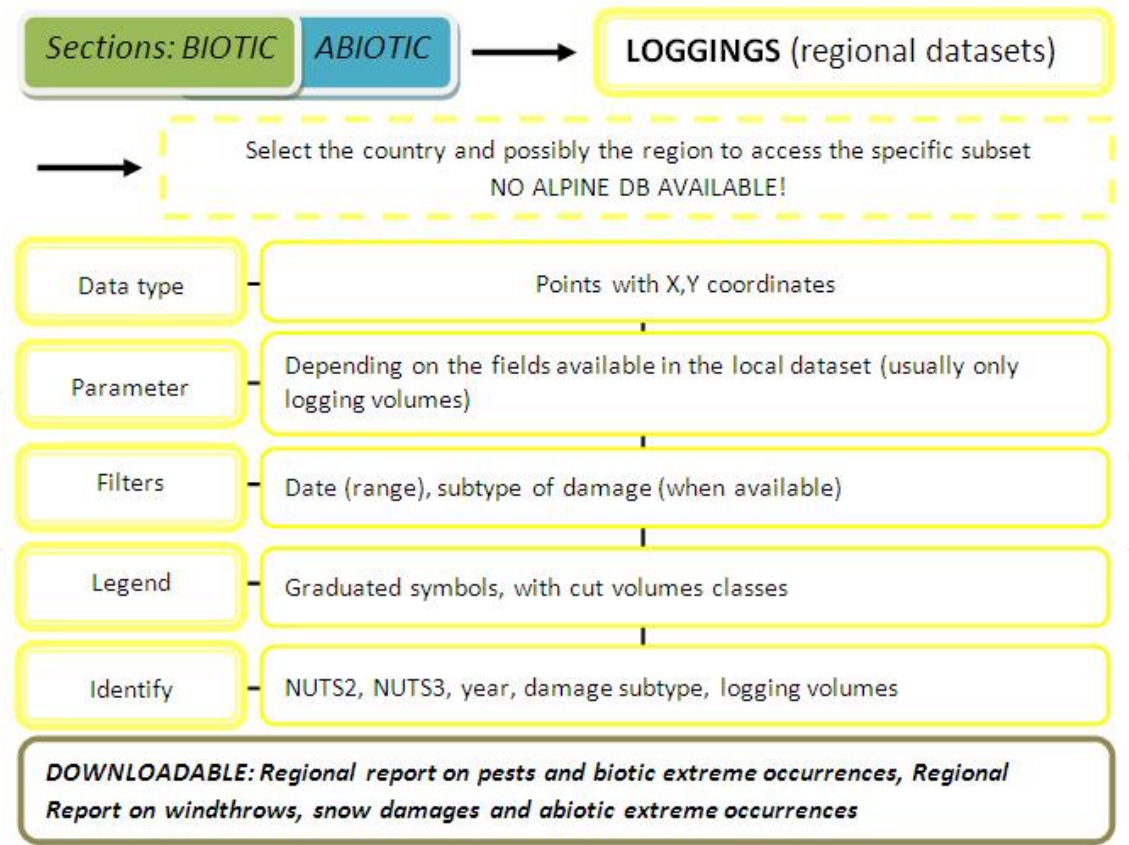 Sections: BIOTIC ABIOTIC LOGGINGS (regional datasets)
Select the country and possibly the region to access the specific subset
NO ALPINE DB AVAILABLE!
Data type
Points with X,Y coordinates
Parameter
Depending on the fields available in the local dataset (usually only
logging volumes)
Filters
Date (range), subtype of damage (when available)
Legend
Graduated symbols, with cut volumes classes
Identify
NUTS2, NUTS3, year, damage subtype, logging volumes
DOWNLOADABLE: Regional report on pests and biotic extreme occurrences, Regional
Report on windthrows, snow damages and abiotic extreme occurrences